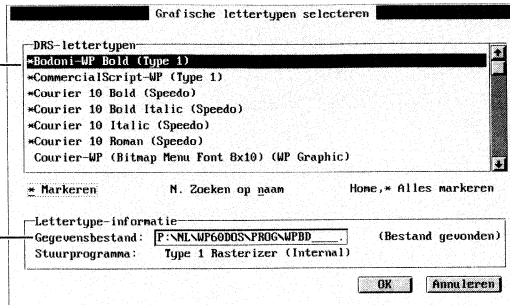 Grafische lettertypen selecteren
DRS-lettertypen
*Bodoni-WP Bold (Type 1)
*CommercialScript-WP (Type 1)
*Courier 10 Bold (Speedo)
*Courier 10 Bold Italic (Speedo)
*Courier 10 Italic (Speedo)
*Courier 10 Roman (Speedo)
Courier-WP (Bitmap Menu Font 8x10) (WP Graphic)
* Markeren N. Zoeken op naam Home,* Alles markeren
Lettertype-informatie
Gegevensbestand: P:\NL\WP60DOS\PROG\WPBD____. (Bestand gevonden)
Stuurprogramma: Type 1 Rasterizer (Internal)
OK Annuleren